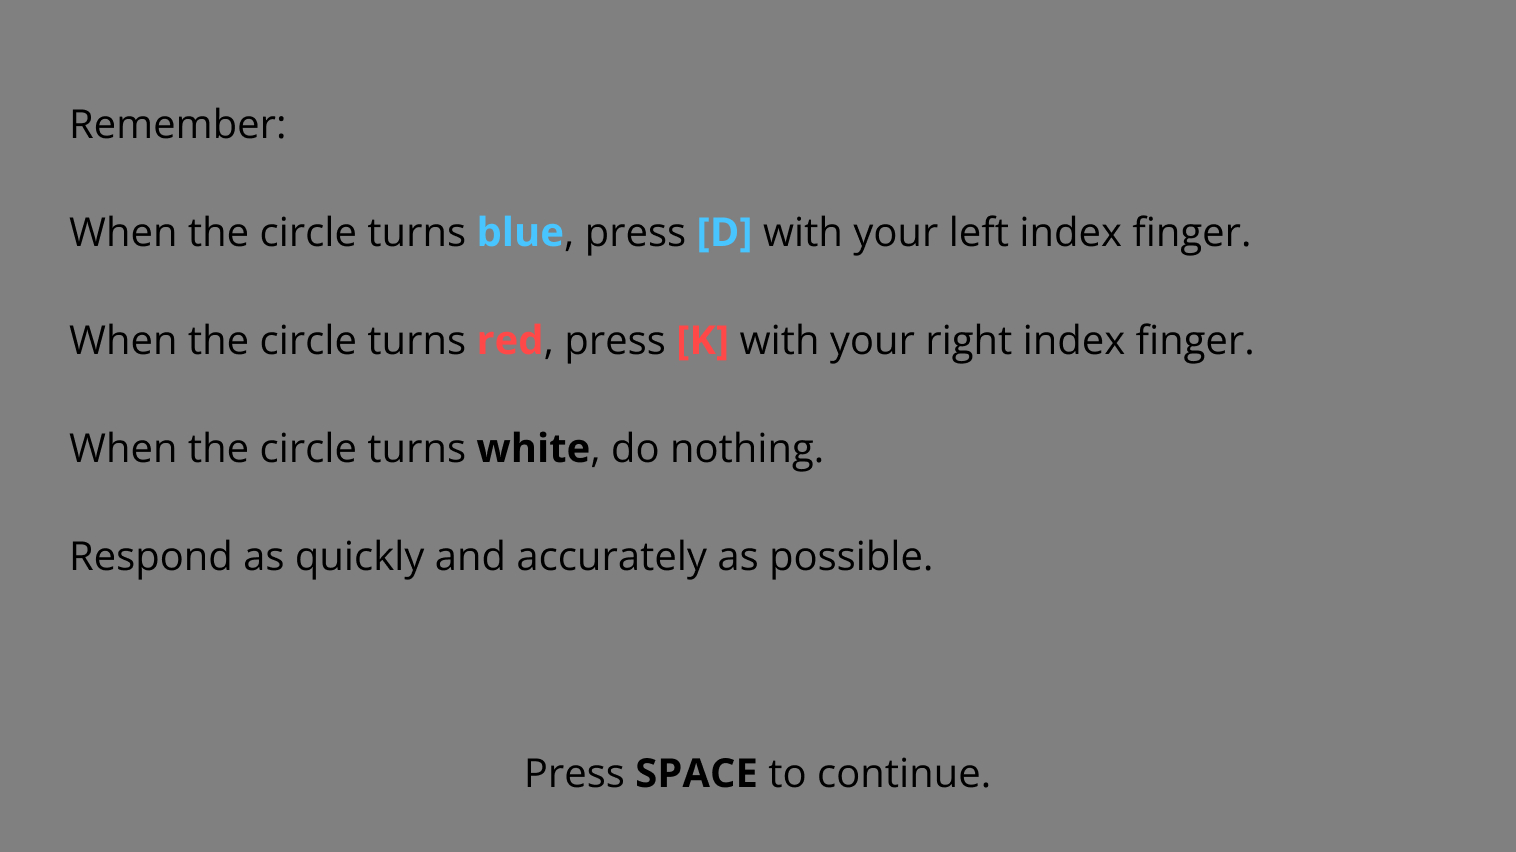 Remember:
When the circle turns blue, press [D] with your left index finger.
When the circle turns red, press [K] with your right index finger.
When the circle turns white, do nothing.
Respond as quickly and accurately as possible.
Press SPACE to continue.